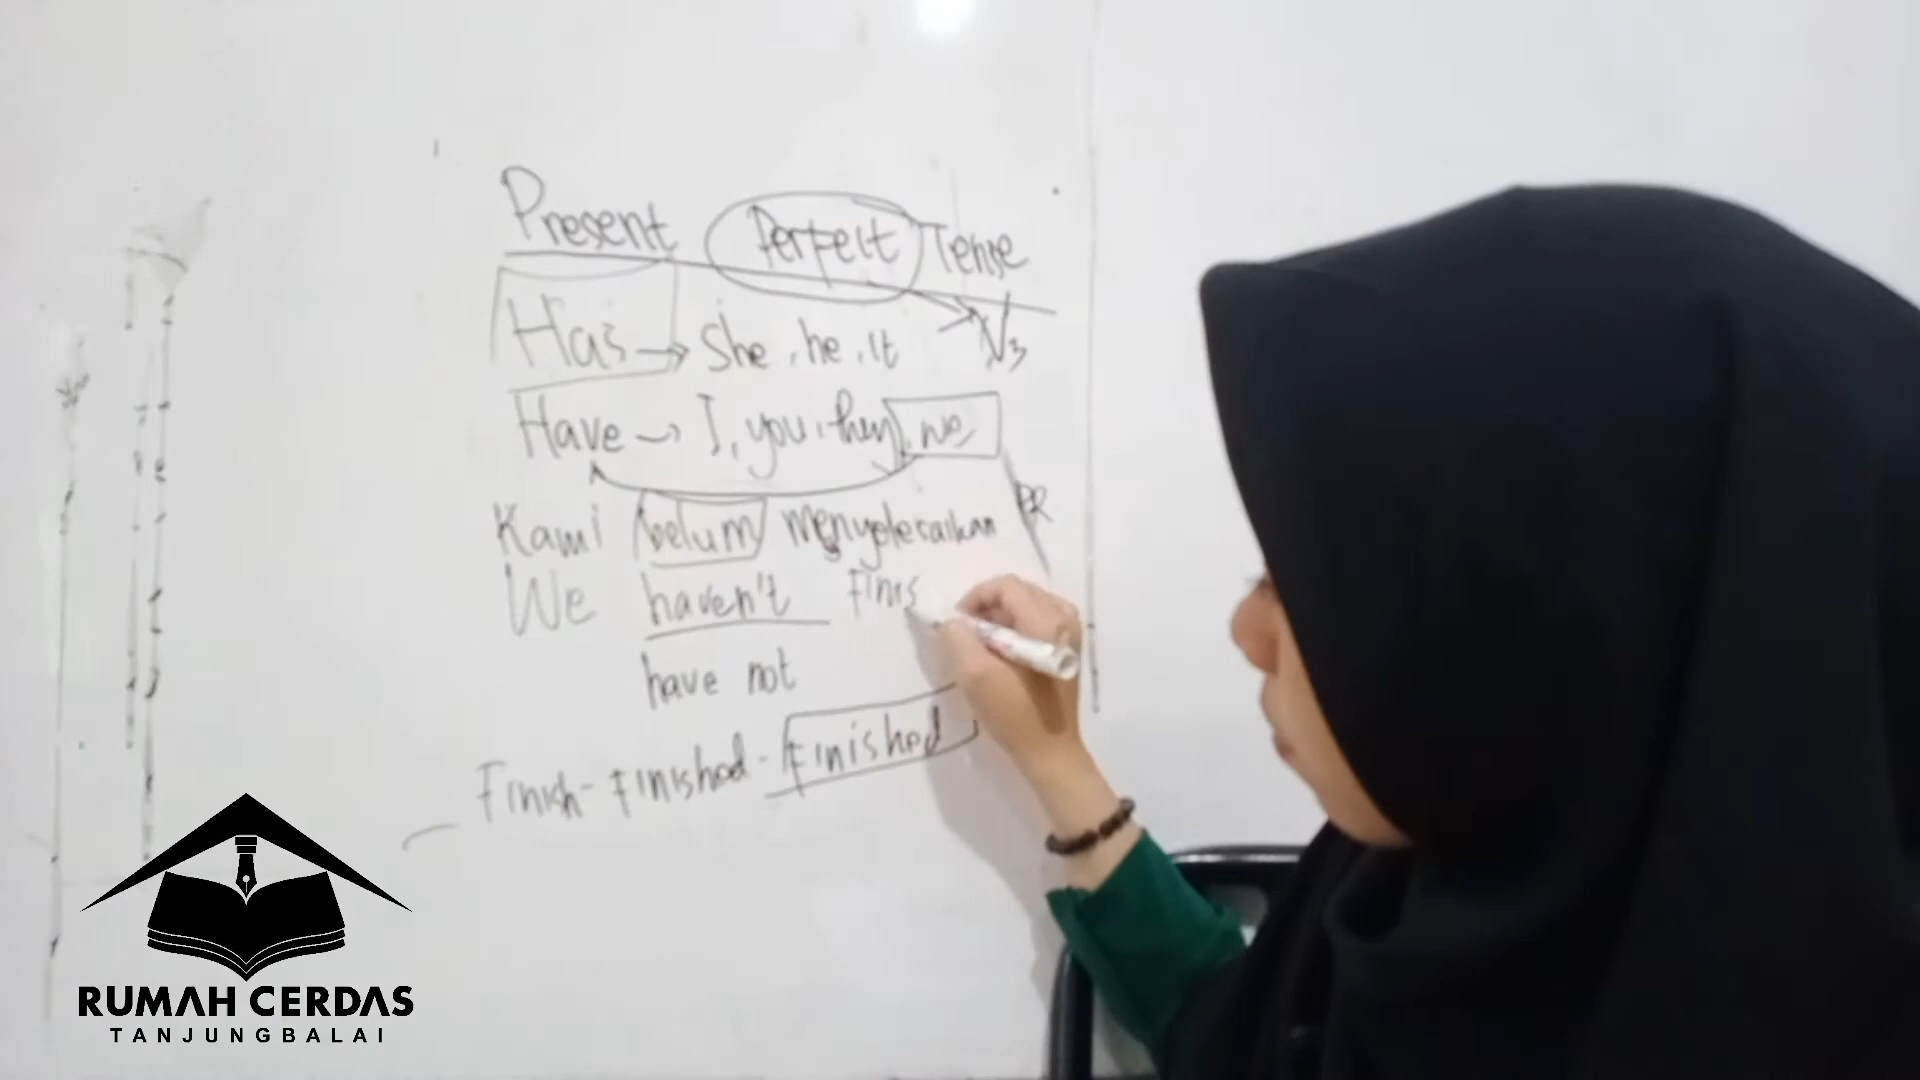 Present Perfect Tense
Has → She, he, it → V3
Have → I, you, they, we
Kami belum menyelesaikan PR
We haven't Finis
have not
Finish - Finished - Finished
RUMAH CERDAS
TANJUNGBALAI